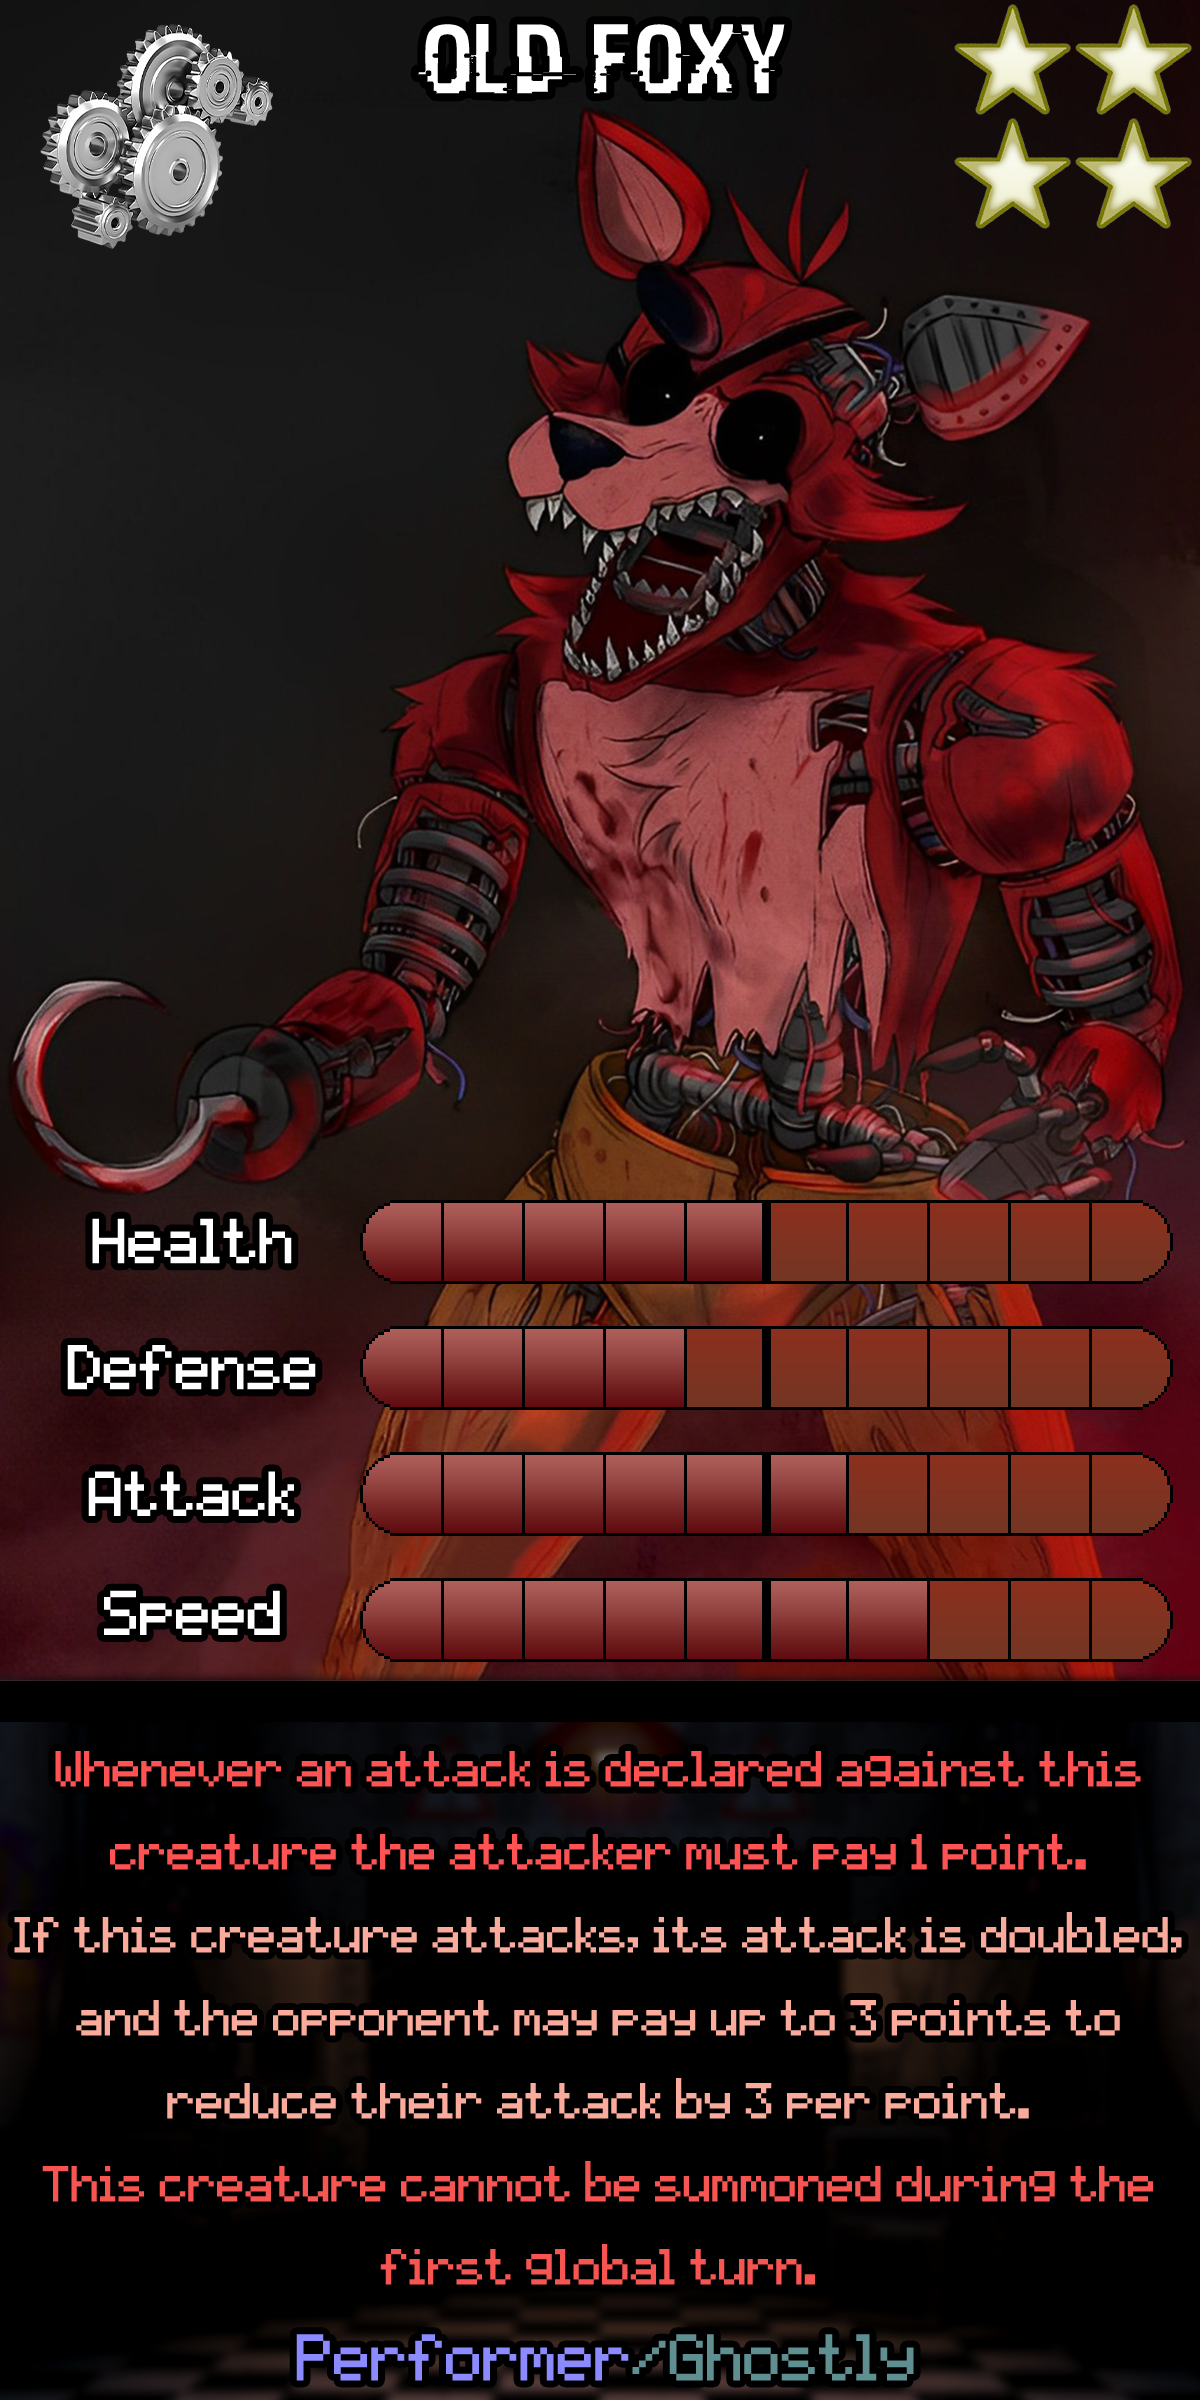 OLD FOXY
Health
Defense
Attack
Speed
Whenever an attack is declared against this
creature the attacker must pay 1 point.
If this creature attacks, its attack is doubled,
and the opponent may pay up to 3 points to
reduce their attack by 3 per point.
This creature cannot be summoned during the
first global turn.
Performer/Ghostly